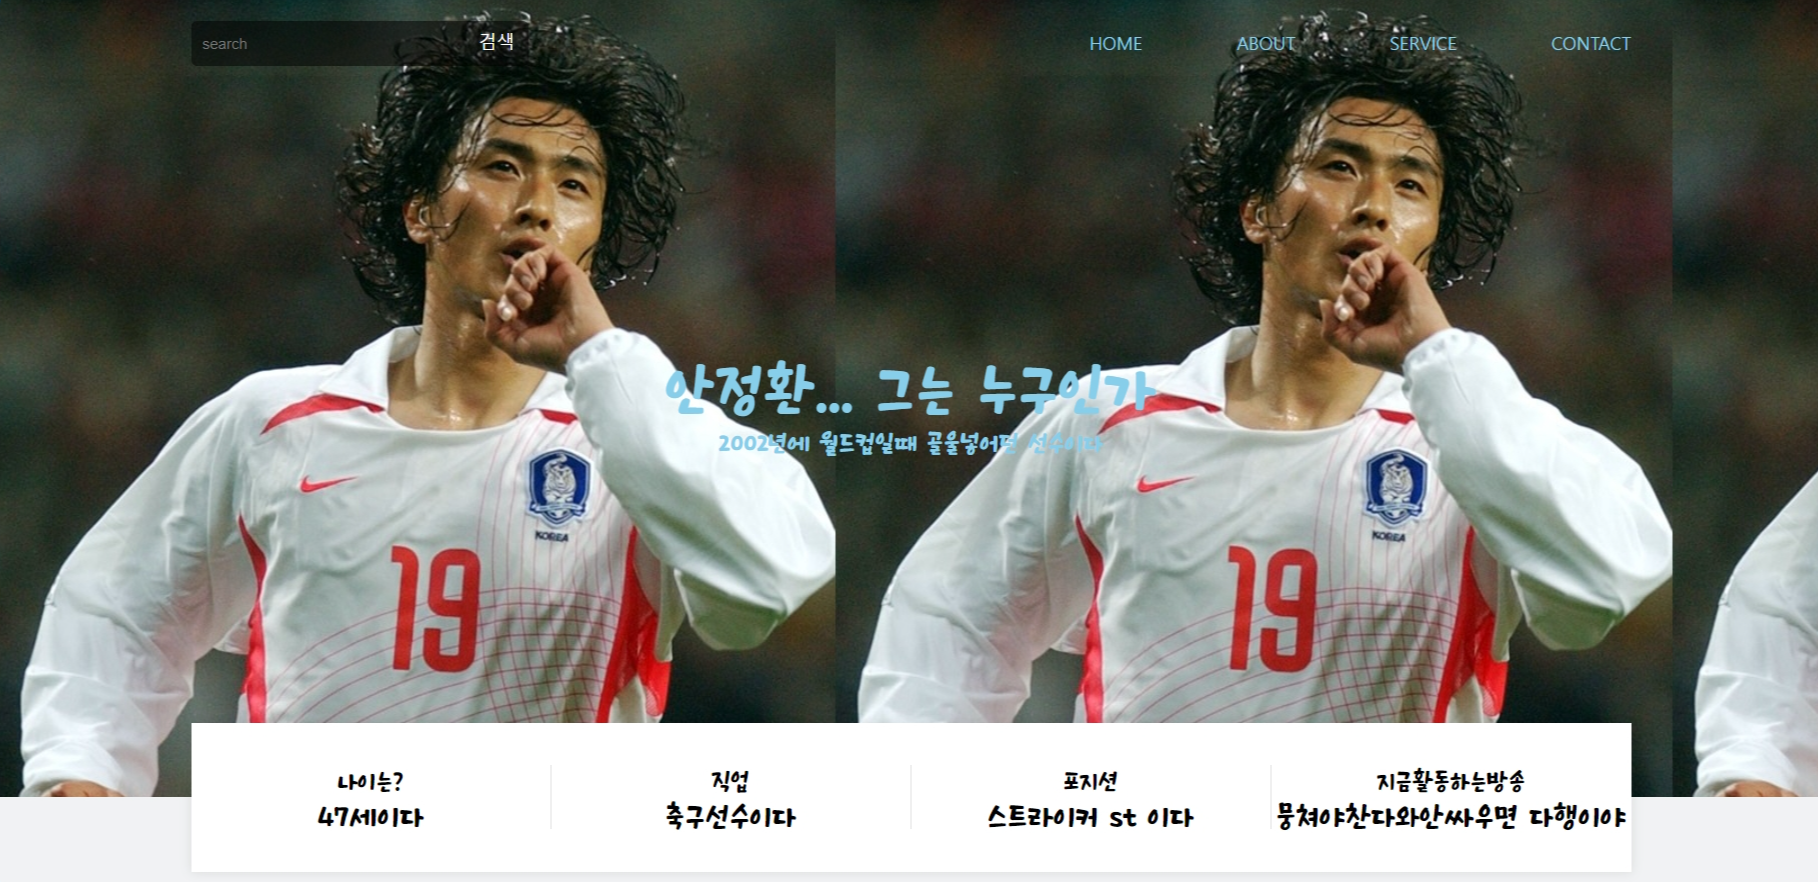 search 검색 HOME ABOUT SERVICE CONTACT
안정환... 그는 누구인가
2002년에 월드컵일때 골을넣어던 선수이다
KOREA KOREA
19 19
나이는? 직업 포지션 지금활동하는방송
47세이다 축구선수이다 스트라이커 st 이다 뭉쳐야찬다와안싸우면 다행이야